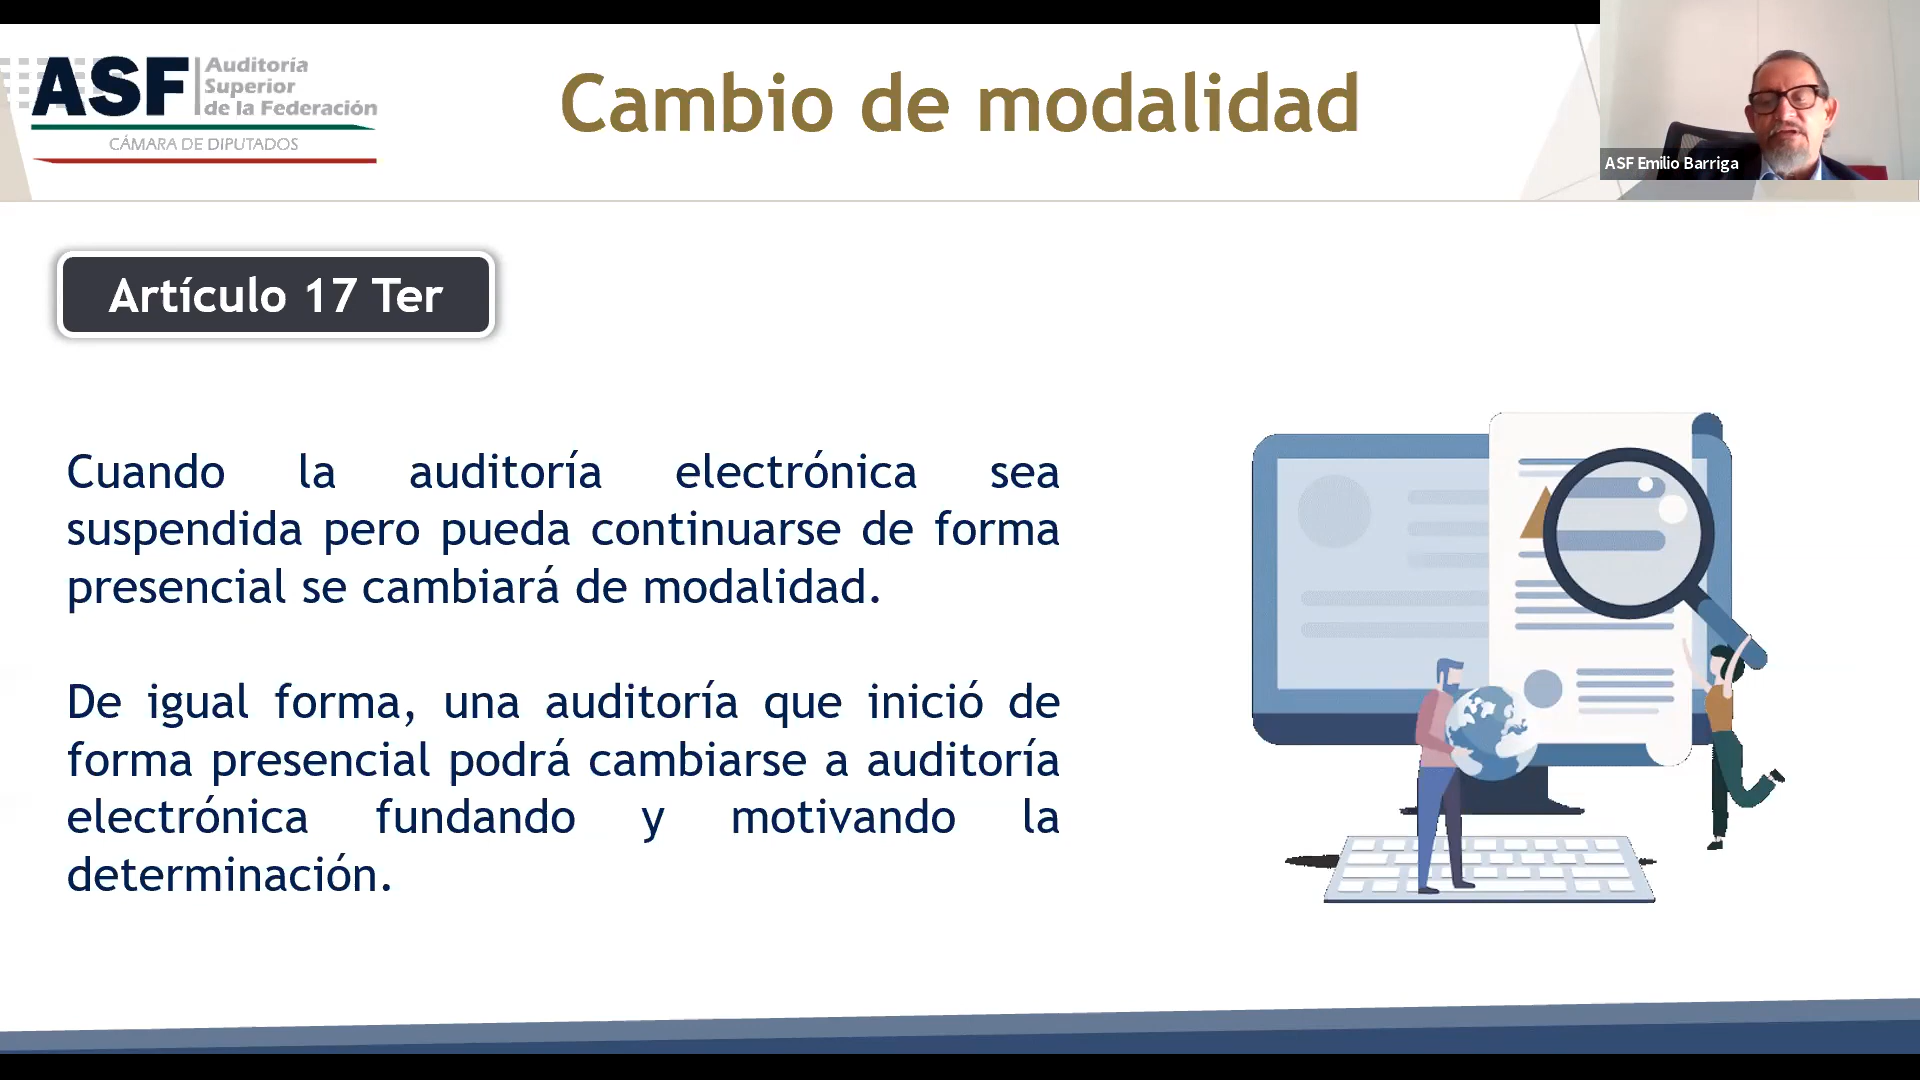 ASF
Auditoría
Superior
de la Federación
CÁMARA DE DIPUTADOS
Cambio de modalidad
ASF Emilio Barriga
Artículo 17 Ter
Cuando la auditoría electrónica sea
suspendida pero pueda continuarse de forma
presencial se cambiará de modalidad.
De igual forma, una auditoría que inició de
forma presencial podrá cambiarse a auditoría
electrónica fundando y motivando la
determinación.